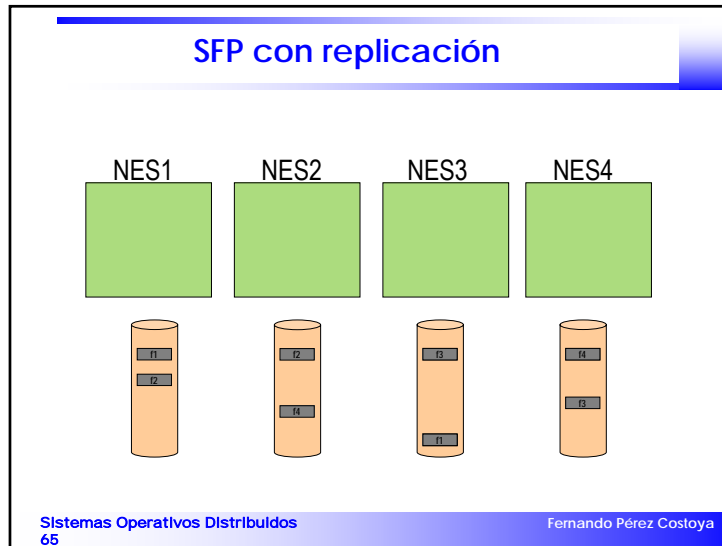 SFP con replicación
NES1 NES2 NES3 NES4
f1 f2 f3 f4
f2
f3
f4
f1
Sistemas Operativos Distribuidos
65
Fernando Pérez Costoya